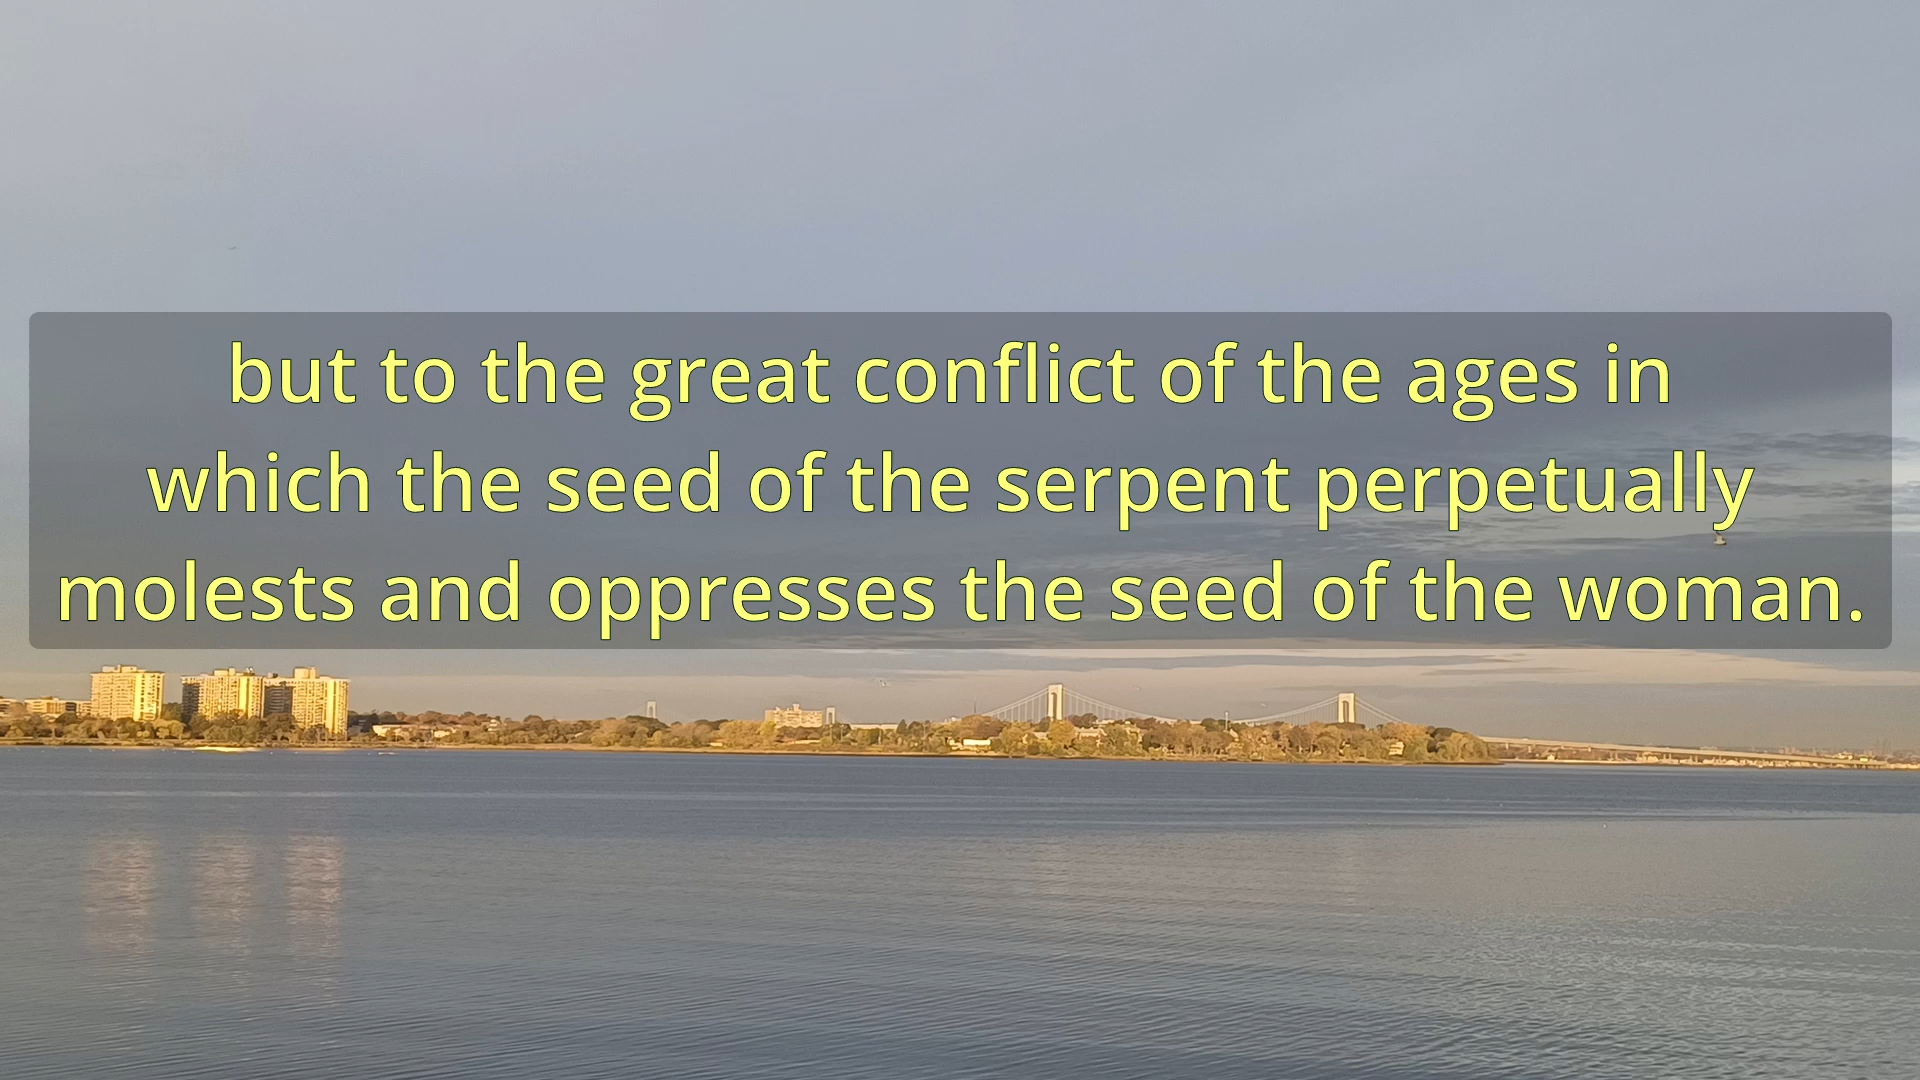 but to the great conflict of the ages in
which the seed of the serpent perpetually
molests and oppresses the seed of the woman.